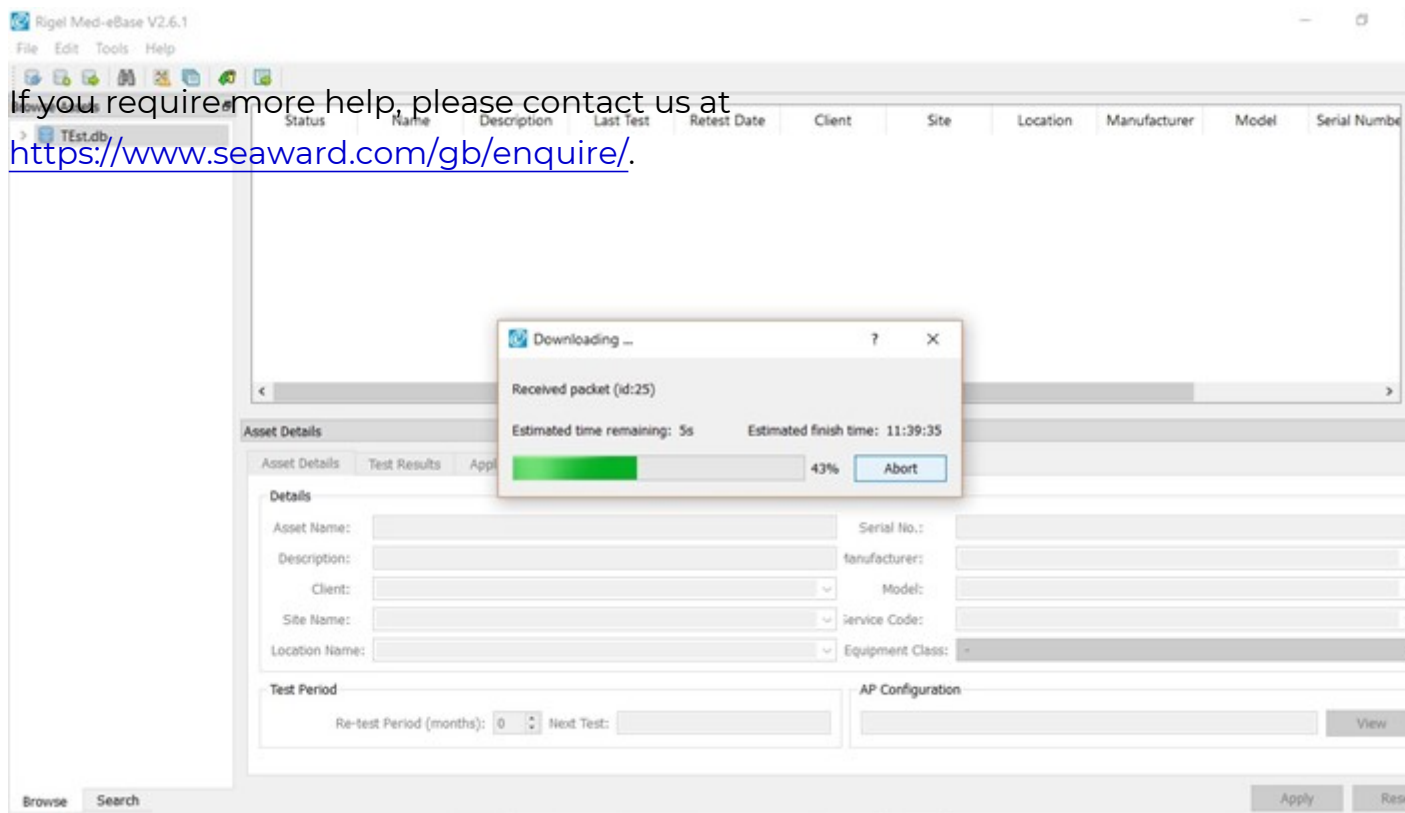 Rigel Med-eBase V2.6.1
File Edit Tools Help
If you require more help, please contact us at
https://www.seaward.com/gb/enquire/.
TEst.db
Status Name Description Last Test Retest Date Client Site Location Manufacturer Model Serial Numbe
Downloading ...
Received packet (id:25)
Estimated time remaining: 5s Estimated finish time: 11:39:35
43% Abort
Asset Details
Asset Details Test Results Appl
Details
Asset Name: Serial No.:
Description: Manufacturer:
Client: Model:
Site Name: Service Code:
Location Name: Equipment Class: -
Test Period AP Configuration
Re-test Period (months): 0 Next Test: View
Browse Search
Apply Res